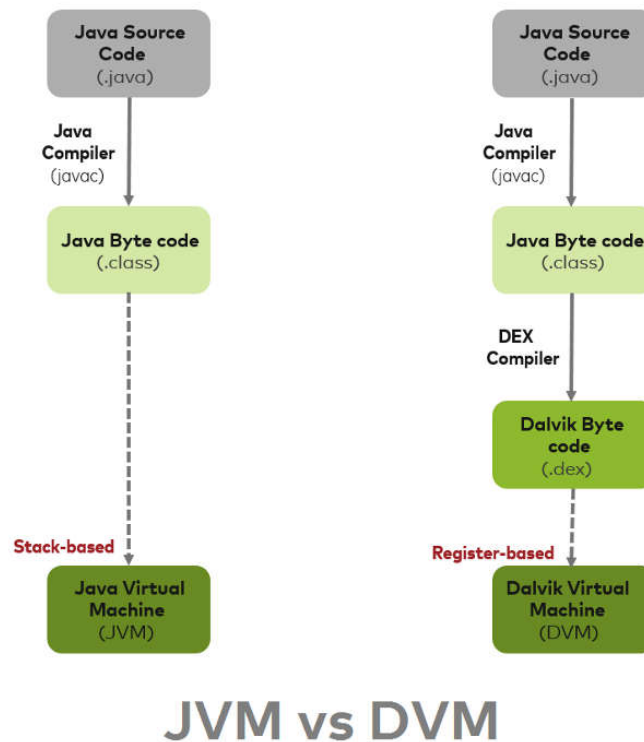 Java Source
Code
(.java)
Java
Compiler
(javac)
Java Byte code
(.class)
Stack-based
Java Virtual
Machine
(JVM)
Java Source
Code
(.java)
Java
Compiler
(javac)
Java Byte code
(.class)
DEX
Compiler
Dalvik Byte
code
(.dex)
Register-based
Dalvik Virtual
Machine
(DVM)
JVM vs DVM